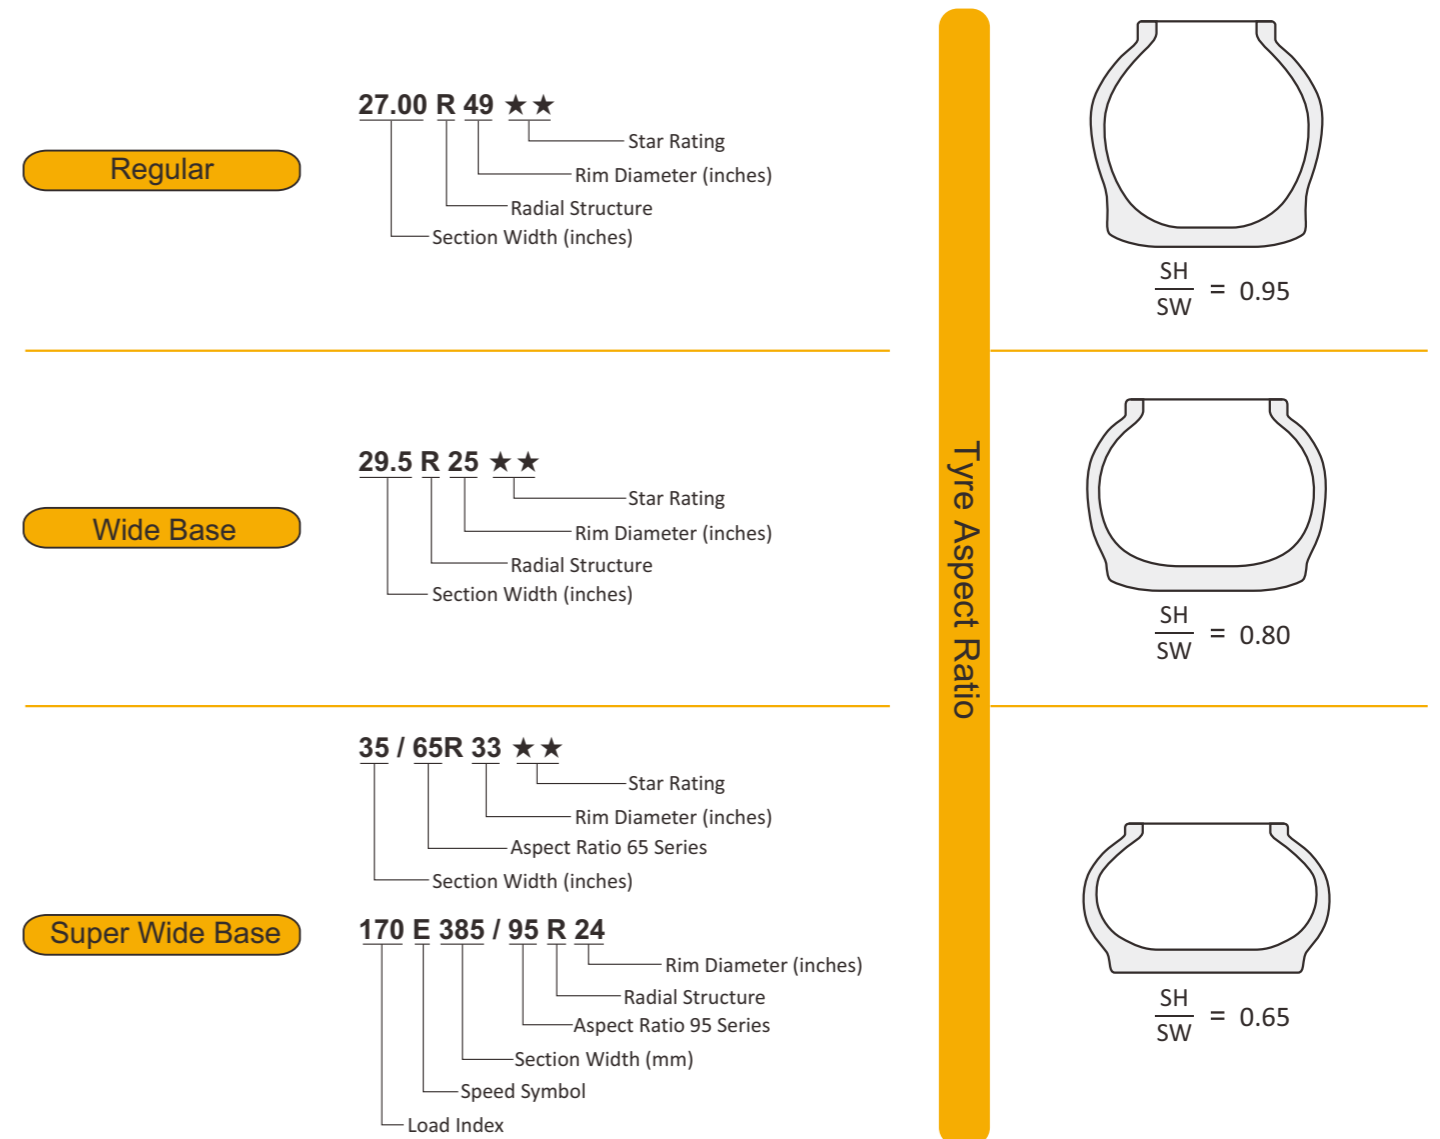 Regular
27.00 R 49 ★★
Star Rating
Rim Diameter (inches)
Radial Structure
Section Width (inches)
SH
SW
= 0.95
Wide Base
29.5 R 25 ★★
Star Rating
Rim Diameter (inches)
Radial Structure
Section Width (inches)
SH
SW
= 0.80
Super Wide Base
35 / 65R 33 ★★
Star Rating
Rim Diameter (inches)
Aspect Ratio 65 Series
Section Width (inches)
170 E 385 / 95 R 24
Rim Diameter (inches)
Radial Structure
Aspect Ratio 95 Series
Section Width (mm)
Speed Symbol
Load Index
SH
SW
= 0.65
Tyre Aspect Ratio